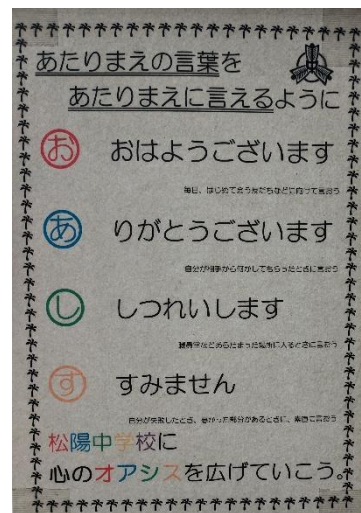 あたりまえの言葉を
あたりまえに言えるように
お おはようございます
毎日、はじめて会う友だちなどに向けて言おう
あ りがとうございます
自分が相手から何かしてもらったときに言おう
し しつれいします
職員室などあらたまった場所に入るときに言おう
す すみません
自分が失敗したとき、悪かった部分があるときに、素直に言おう
松陽中学校に
心のオアシスを広げていこう。